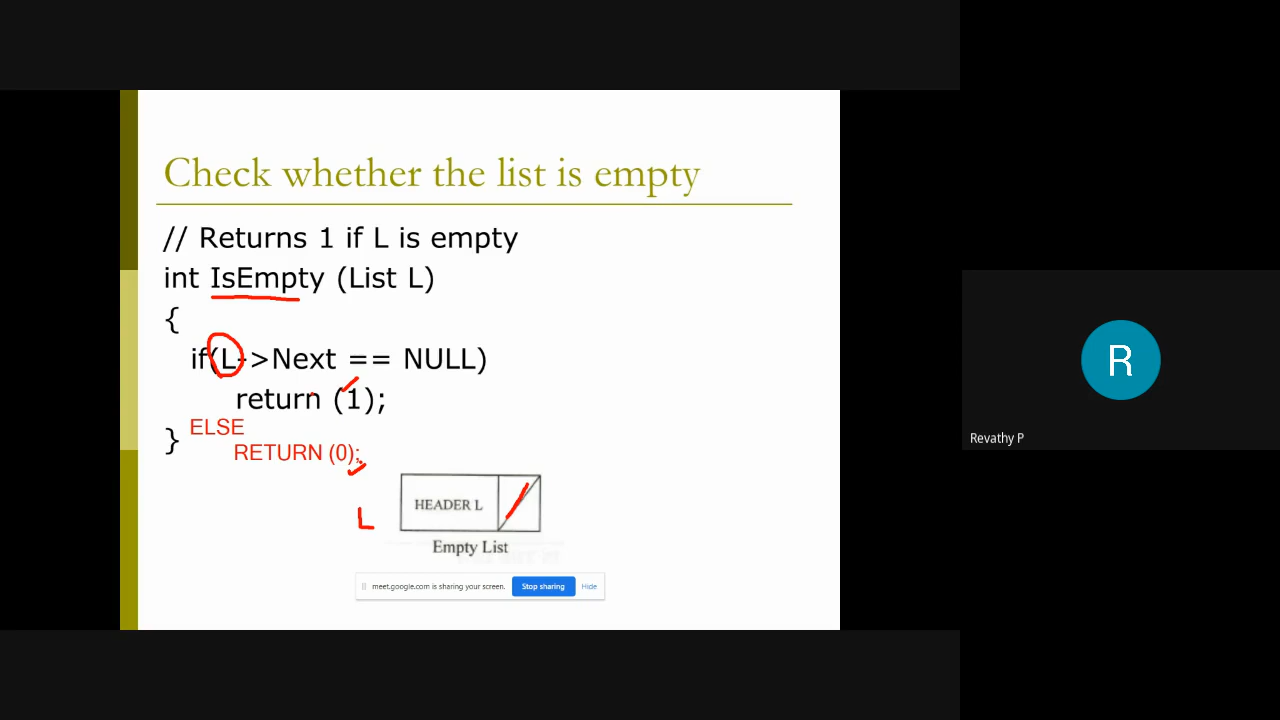 Check whether the list is empty
// Returns 1 if L is empty
int IsEmpty (List L)
{
if(L->Next == NULL)
return (1);
ELSE
}
RETURN (0);
HEADER L
L
Empty List
meet.google.com is sharing your screen.
Stop sharing
Hide
R
Revathy P